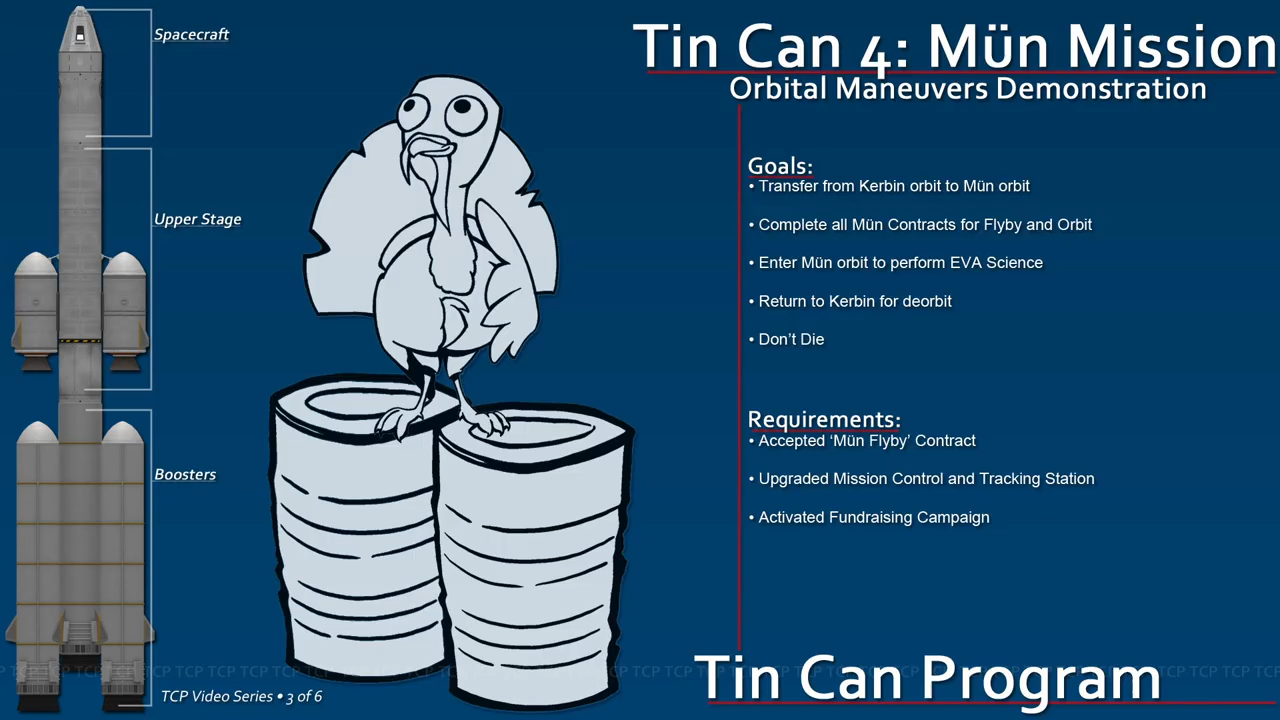 Tin Can 4: Mün Mission
Orbital Maneuvers Demonstration
Spacecraft
Upper Stage
Boosters
Goals:
• Transfer from Kerbin orbit to Mün orbit
• Complete all Mün Contracts for Flyby and Orbit
• Enter Mün orbit to perform EVA Science
• Return to Kerbin for deorbit
• Don't Die
Requirements:
• Accepted ‘Mün Flyby’ Contract
• Upgraded Mission Control and Tracking Station
• Activated Fundraising Campaign
TCP Video Series • 3 of 6
Tin Can Program